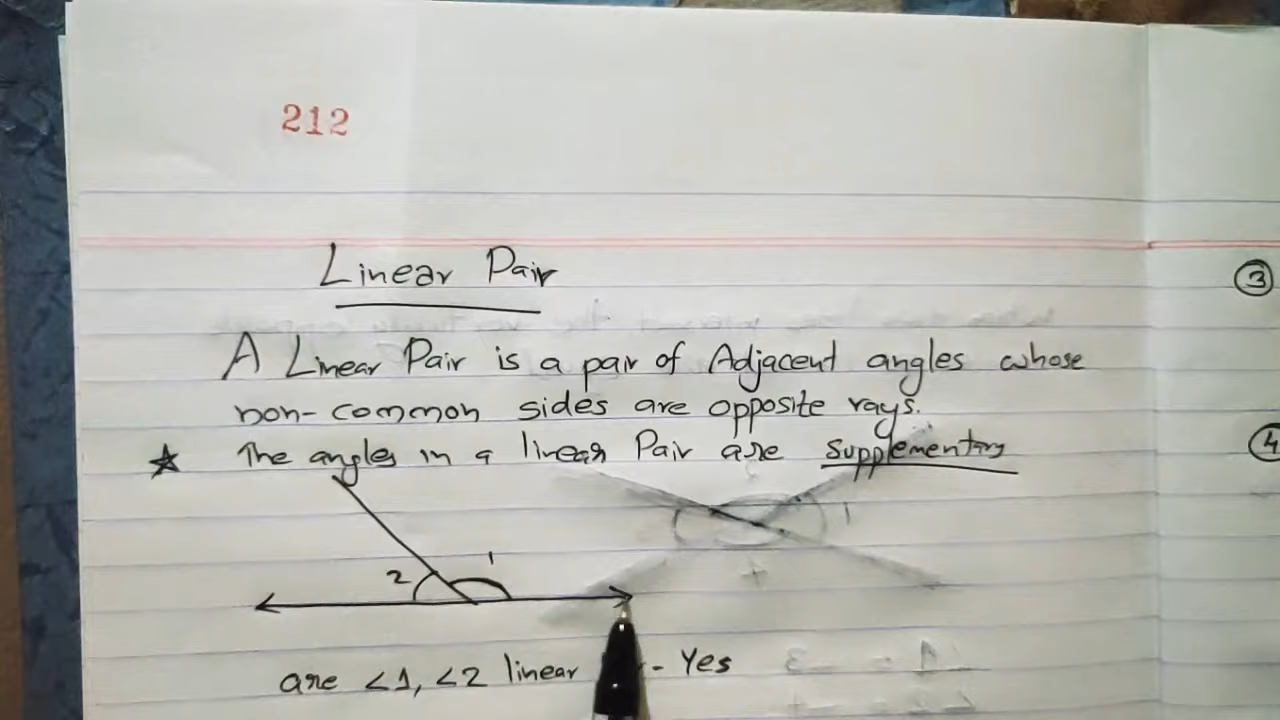 212
Linear Pair
③
A Linear Pair is a pair of Adjacent angles whose
non-common sides are opposite rays.
④
☆ The angles in a linear Pair are Supplementry
2 1
are <1, <2 linear - Yes